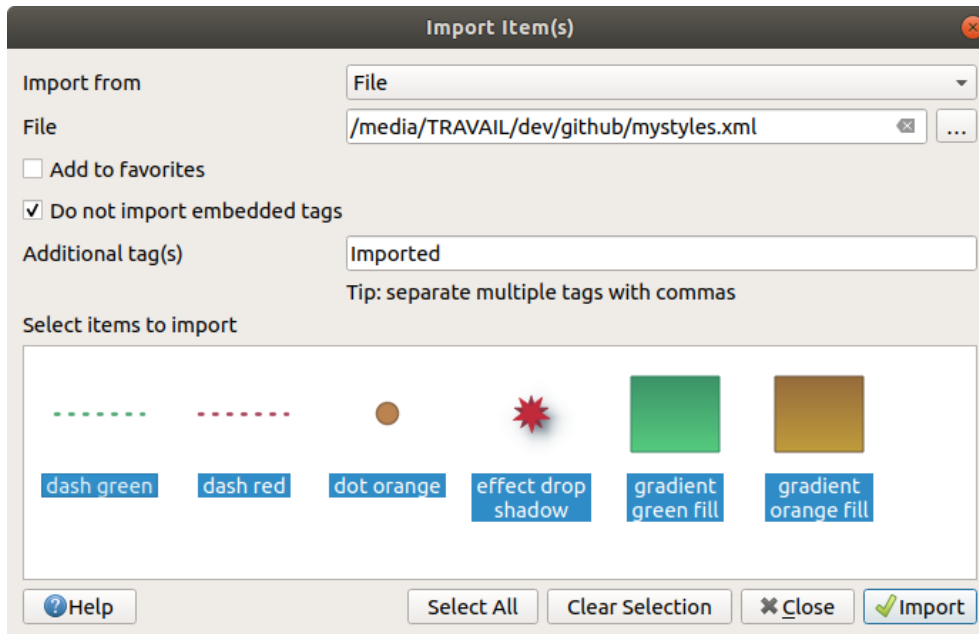 Import Item(s)
Import from File
File /media/TRAVAIL/dev/github/mystyles.xml ...
Add to favorites
Do not import embedded tags
Additional tag(s) Imported
Tip: separate multiple tags with commas
Select items to import
dash green dash red dot orange effect drop gradient gradient
shadow green fill orange fill
Help Select All Clear Selection Close Import